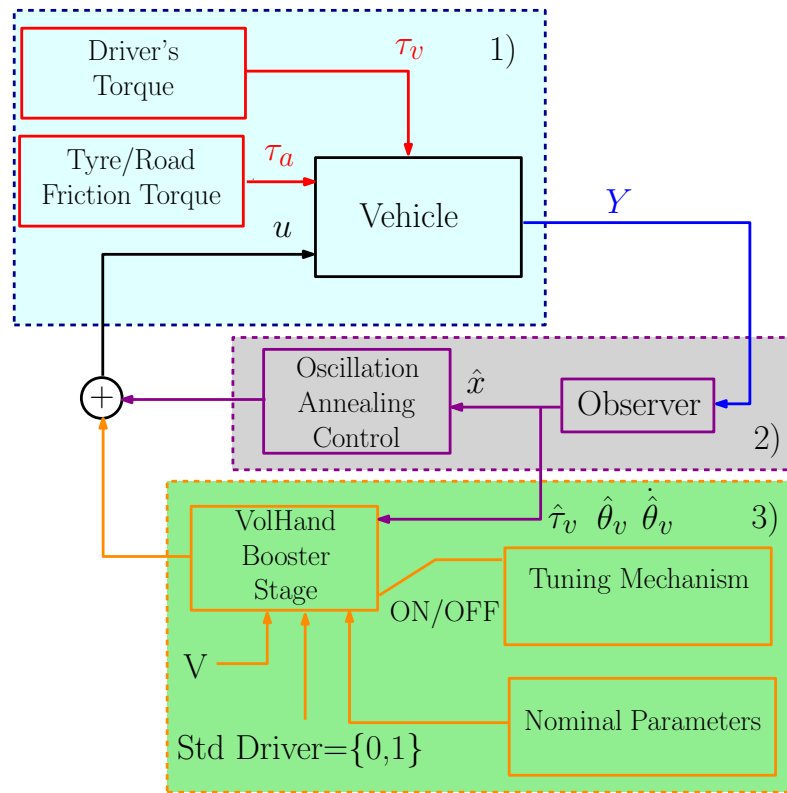 Driver's
Torque
τ_v
1)
Tyre/Road
Friction Torque
τ_a
Vehicle
Y
u
Oscillation
Annealing
Control
x̂
Observer
+
2)
VolHand
Booster
Stage
τ̂_v θ̂_v θ̂̇_v
3)
Tuning Mechanism
ON/OFF
V
Nominal Parameters
Std Driver={0,1}